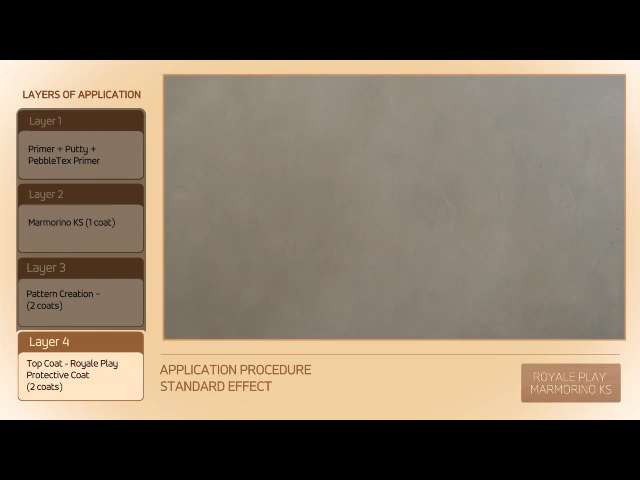 LAYERS OF APPLICATION
Layer 1
Primer + Putty +
PebbleTex Primer
Layer 2
Marmorino KS (1 coat)
Layer 3
Pattern Creation –
(2 coats)
Layer 4
Top Coat - Royale Play
Protective Coat
(2 coats)
APPLICATION PROCEDURE
STANDARD EFFECT
ROYALE PLAY
MARMORINO KS